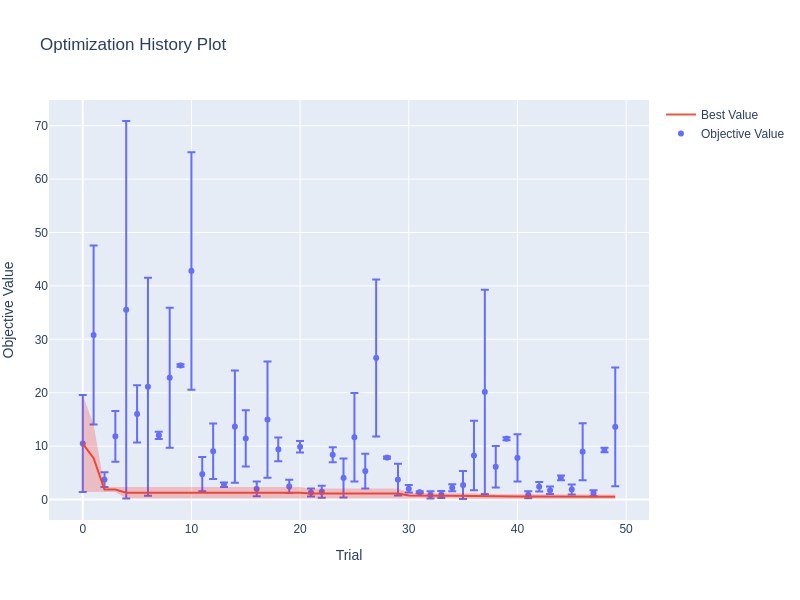 Optimization History Plot
Best Value
Objective Value
70
60
50
40
30
20
10
0
Objective Value
0 10 20 30 40 50
Trial